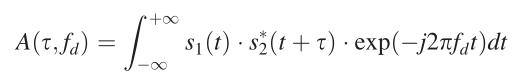 A(τ, f_d) = ∫_{−∞}^{+∞} s_1(t) · s_2^*(t + τ) · exp(−j2πf_d t)dt